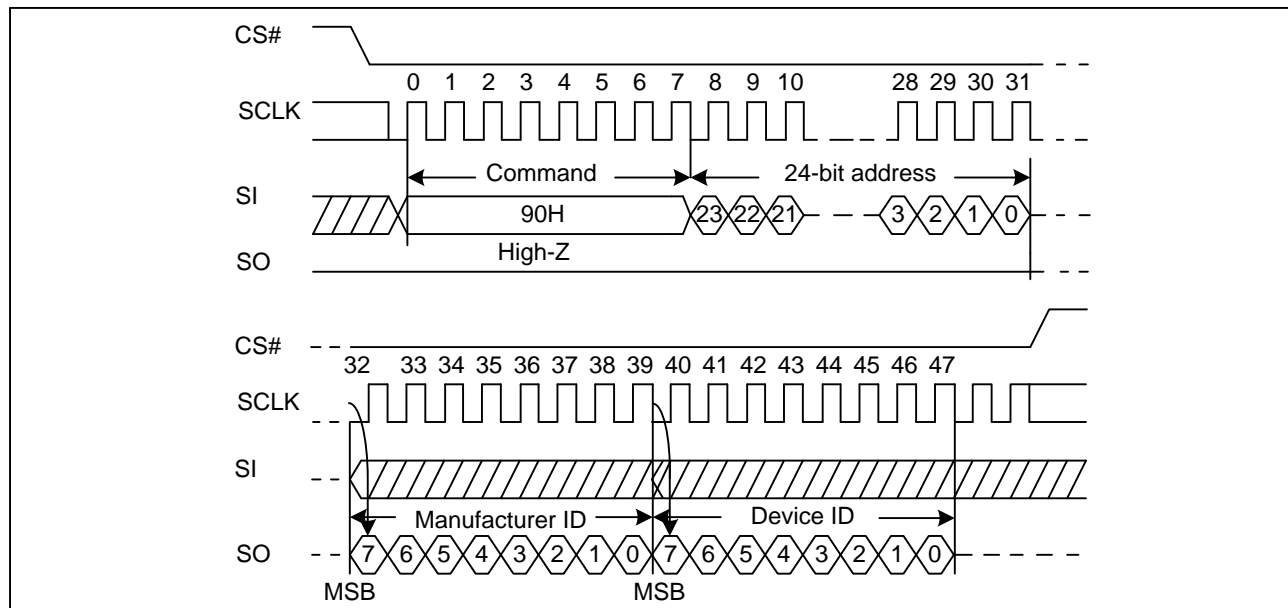 CS#
0 1 2 3 4 5 6 7 8 9 10 28 29 30 31
SCLK
Command 24-bit address
SI
90H 23 22 21 3 2 1 0
High-Z
SO
CS#
32 33 34 35 36 37 38 39 40 41 42 43 44 45 46 47
SCLK
SI
Manufacturer ID Device ID
SO 7 6 5 4 3 2 1 0 7 6 5 4 3 2 1 0
MSB MSB